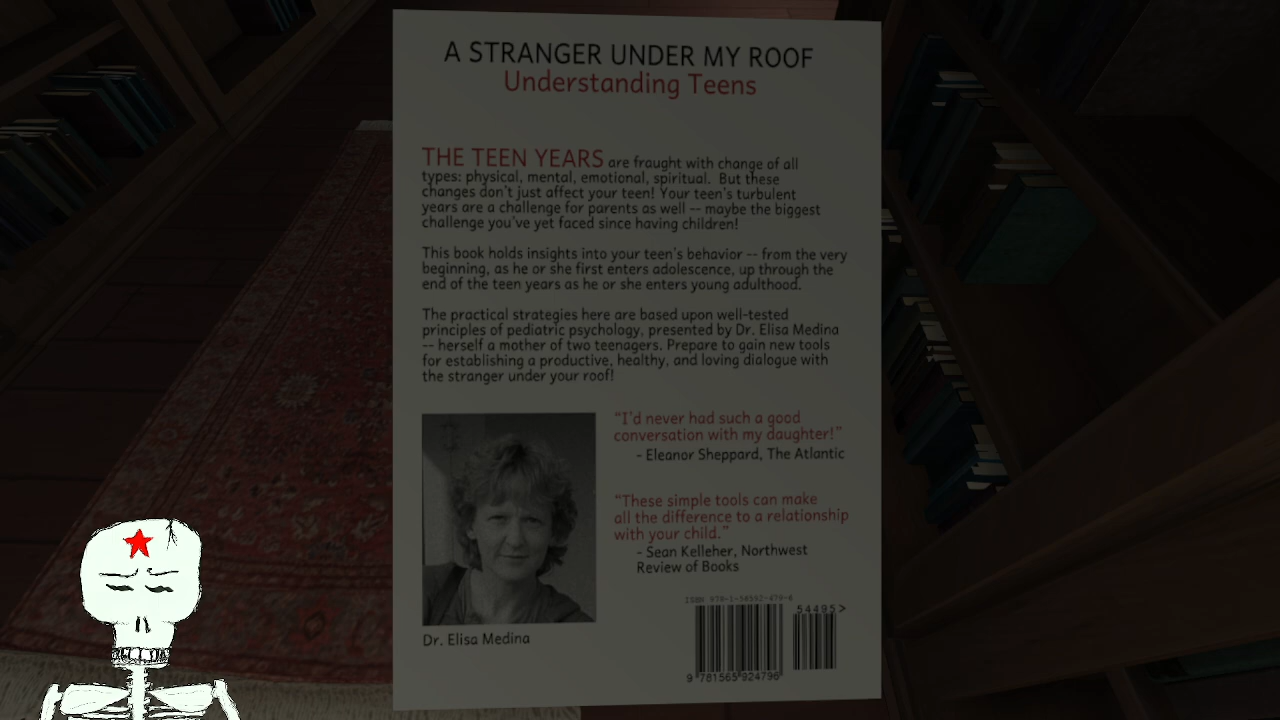 A STRANGER UNDER MY ROOF
Understanding Teens
THE TEEN YEARS are fraught with change of all
types: physical, mental, emotional, spiritual. But these
changes don't just affect your teen! Your teen's turbulent
years are a challenge for parents as well -- maybe the biggest
challenge you've yet faced since having children!
This book holds insights into your teen's behavior -- from the very
beginning, as he or she first enters adolescence, up through the
end of the teen years as he or she enters young adulthood.
The practical strategies here are based upon well-tested
principles of pediatric psychology, presented by Dr. Elisa Medina
-- herself a mother of two teenagers. Prepare to gain new tools
for establishing a productive, healthy, and loving dialogue with
the stranger under your roof!
"I'd never had such a good
conversation with my daughter!"
- Eleanor Sheppard, The Atlantic
"These simple tools can make
all the difference to a relationship
with your child."
- Sean Kelleher, Northwest
Review of Books
Dr. Elisa Medina
ISBN
54495>
9 781565 924796